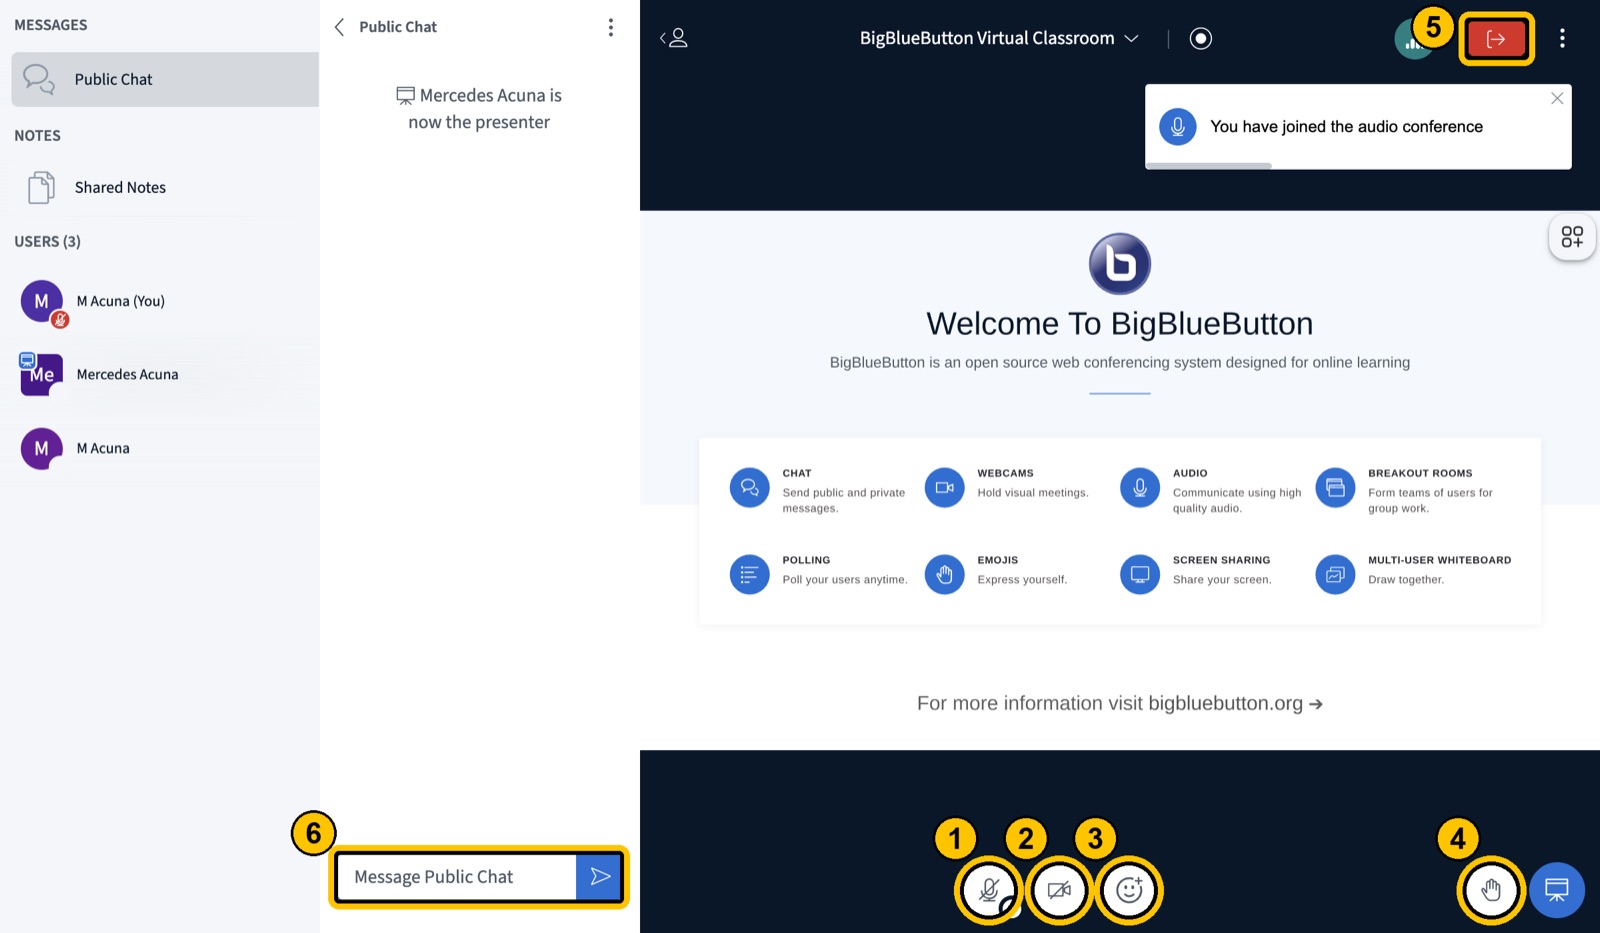 MESSAGES
Public Chat
NOTES
Shared Notes
USERS (3)
M
M Acuna (You)
Me
Mercedes Acuna
M
M Acuna
Public Chat
Mercedes Acuna is
now the presenter
6
Message Public Chat
BigBlueButton Virtual Classroom
5
You have joined the audio conference
b
Welcome To BigBlueButton
BigBlueButton is an open source web conferencing system designed for online learning
CHAT
Send public and private
messages.
WEBCAMS
Hold visual meetings.
AUDIO
Communicate using high
quality audio.
BREAKOUT ROOMS
Form teams of users for
group work.
POLLING
Poll your users anytime.
EMOJIS
Express yourself.
SCREEN SHARING
Share your screen.
MULTI-USER WHITEBOARD
Draw together.
For more information visit bigbluebutton.org →
1
2
3
4